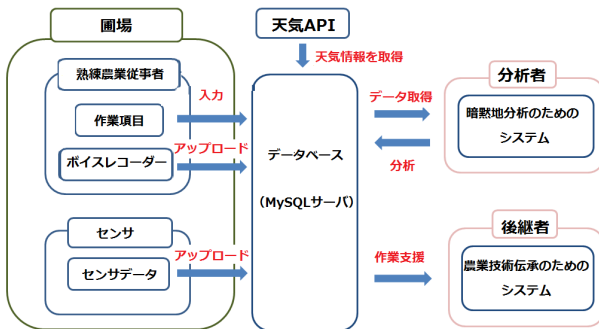 圃場
天気API
天気情報を取得
熟練農業従事者
作業項目
ボイスレコーダー
入力
アップロード
センサ
センサデータ
アップロード
データベース
（MySQLサーバ）
データ取得
分析
作業支援
分析者
暗黙地分析のための
システム
後継者
農業技術伝承のための
システム